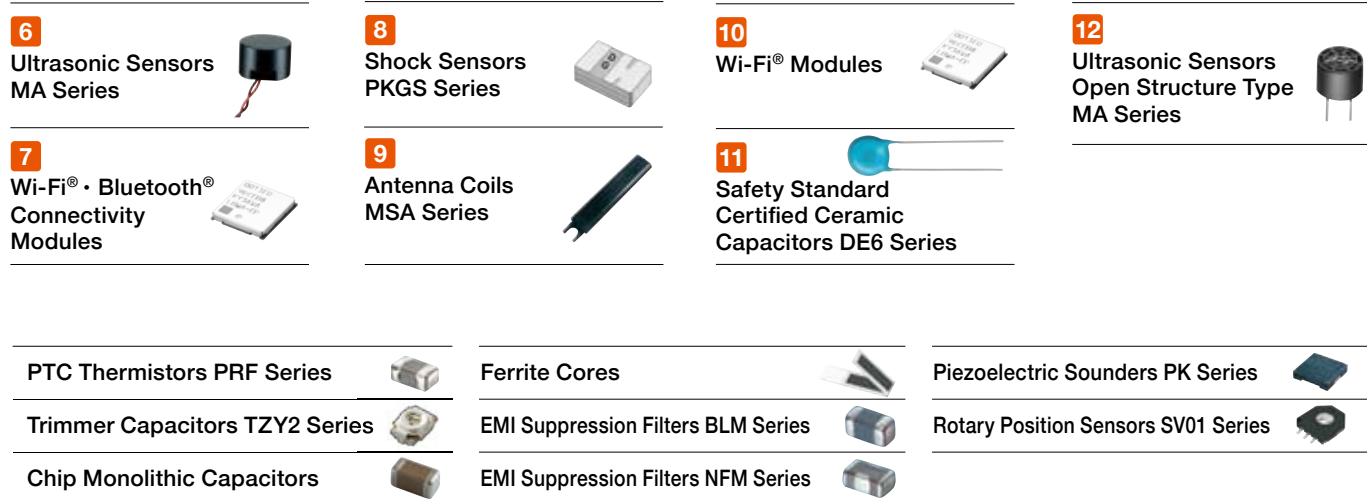 6
Ultrasonic Sensors
MA Series
7
Wi-Fi® · Bluetooth®
Connectivity
Modules
8
Shock Sensors
PKGS Series
9
Antenna Coils
MSA Series
10
Wi-Fi® Modules
11
Safety Standard
Certified Ceramic
Capacitors DE6 Series
12
Ultrasonic Sensors
Open Structure Type
MA Series
PTC Thermistors PRF Series
Trimmer Capacitors TZY2 Series
Chip Monolithic Capacitors
Ferrite Cores
EMI Suppression Filters BLM Series
EMI Suppression Filters NFM Series
Piezoelectric Sounders PK Series
Rotary Position Sensors SV01 Series